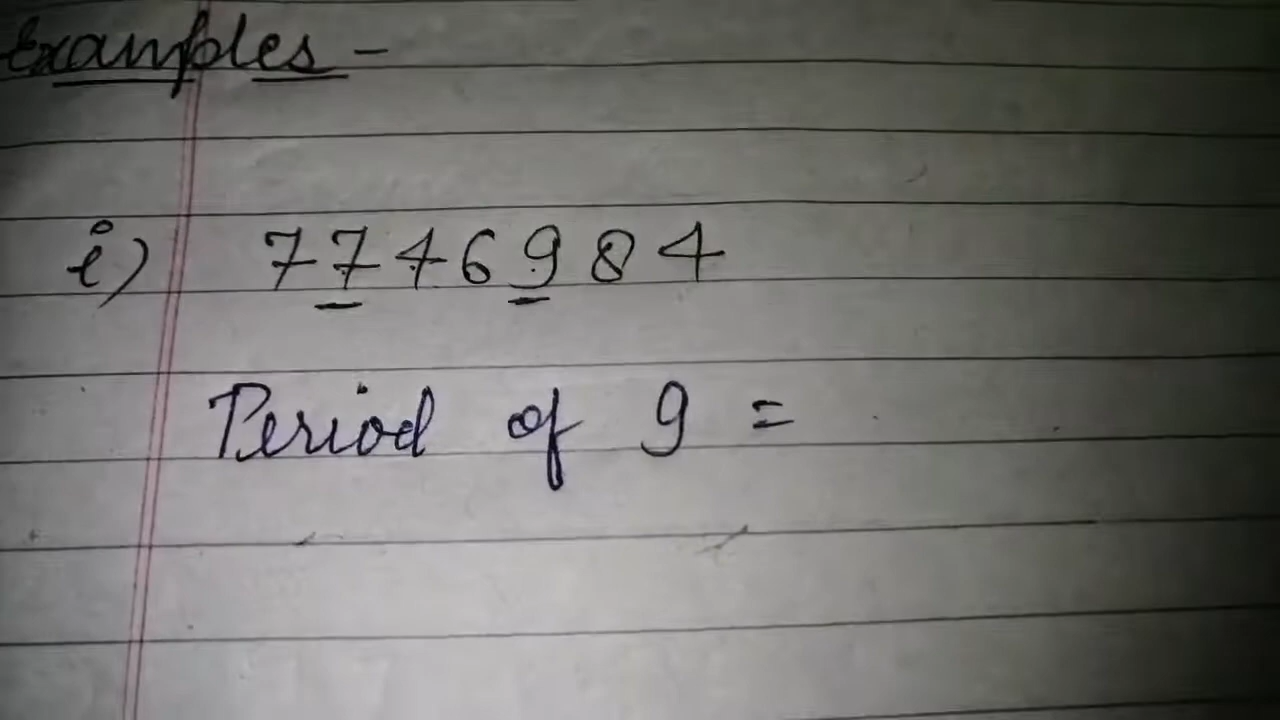 Examples -
i) 7746984
Period of 9 =